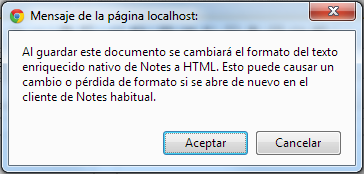 Mensaje de la página localhost:
Al guardar este documento se cambiará el formato del texto
enriquecido nativo de Notes a HTML. Esto puede causar un
cambio o pérdida de formato si se abre de nuevo en el
cliente de Notes habitual.
Aceptar
Cancelar